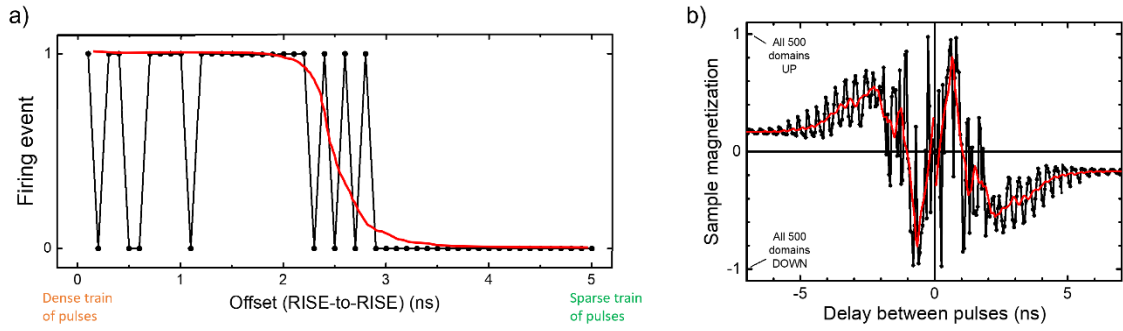 a)
Firing event
1
0
0
1
2
3
4
5
Offset (RISE-to-RISE) (ns)
Dense train
of pulses
Sparse train
of pulses
b)
Sample magnetization
1
0
-1
All 500
domains
UP
All 500
domains
DOWN
-5
0
5
Delay between pulses (ns)